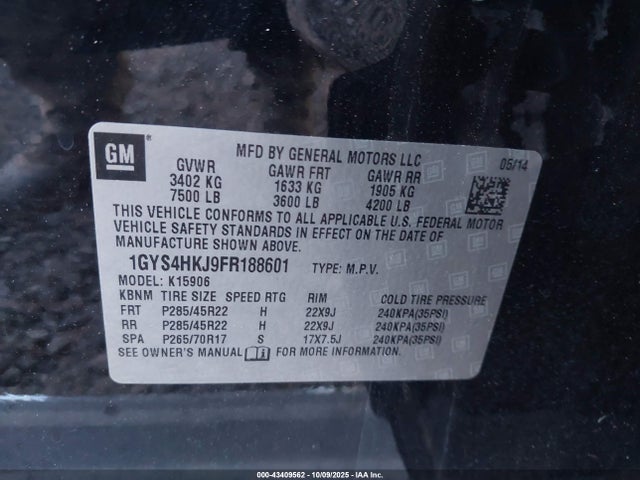 GM®
MFD BY GENERAL MOTORS LLC
05/14
GVWR GAWR FRT GAWR RR
3402 KG 1633 KG 1905 KG
7500 LB 3600 LB 4200 LB
THIS VEHICLE CONFORMS TO ALL APPLICABLE U.S. FEDERAL MOTOR
VEHICLE SAFETY STANDARDS IN EFFECT ON THE DATE OF
MANUFACTURE SHOWN ABOVE.
1GYS4HKJ9FR188601 TYPE: M.P.V.
MODEL: K15906
KBNM TIRE SIZE SPEED RTG RIM COLD TIRE PRESSURE
FRT P285/45R22 H 22X9J 240KPA(35PSI)
RR P285/45R22 H 22X9J 240KPA(35PSI)
SPA P265/70R17 S 17X7.5J 240KPA(35PSI)
SEE OWNER'S MANUAL FOR MORE INFORMATION.
000-43409562 - 10/09/2025 - IAA Inc.